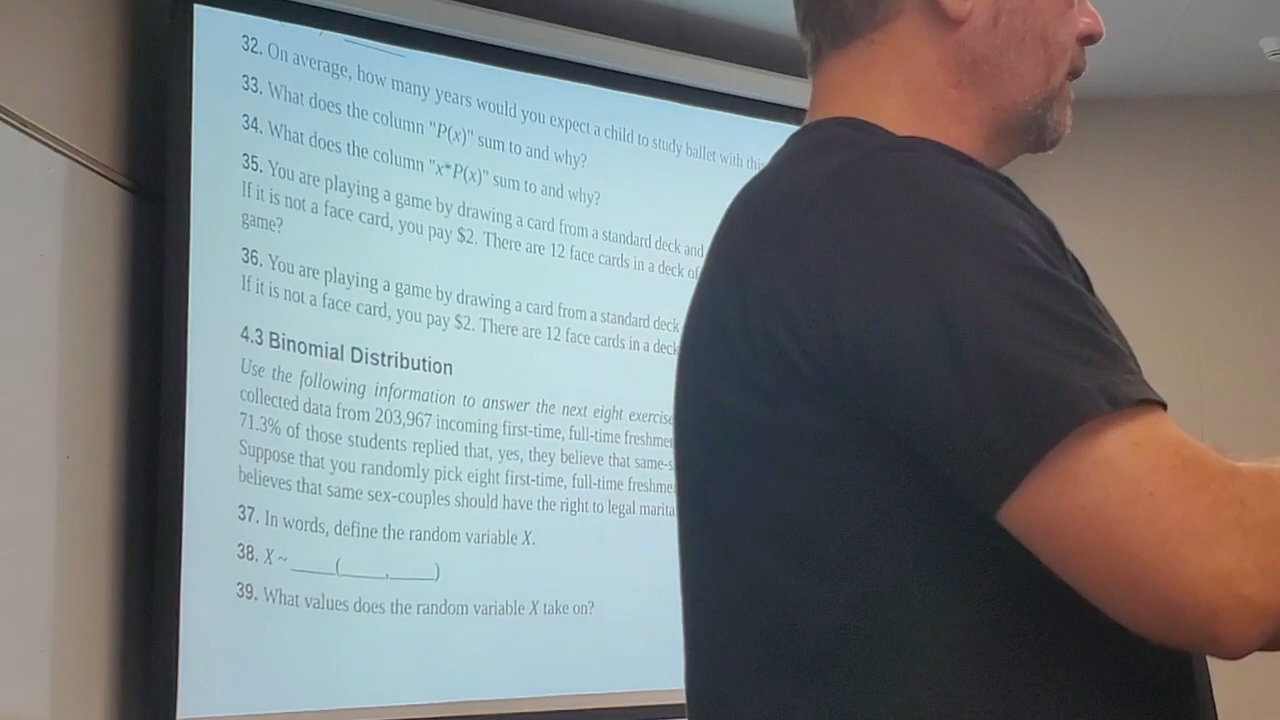 32. On average, how many years would you expect a child to study ballet with this
33. What does the column "P(x)" sum to and why?
34. What does the column "x*P(x)" sum to and why?
35. You are playing a game by drawing a card from a standard deck and
If it is not a face card, you pay $2. There are 12 face cards in a deck of
game?
36. You are playing a game by drawing a card from a standard deck
If it is not a face card, you pay $2. There are 12 face cards in a deck
4.3 Binomial Distribution
Use the following information to answer the next eight exercise
collected data from 203,967 incoming first-time, full-time freshmen
71.3% of those students replied that, yes, they believe that same-s
Suppose that you randomly pick eight first-time, full-time freshme
believes that same sex-couples should have the right to legal marita
37. In words, define the random variable X.
38. X ~ _____(_____,_____)
39. What values does the random variable X take on?